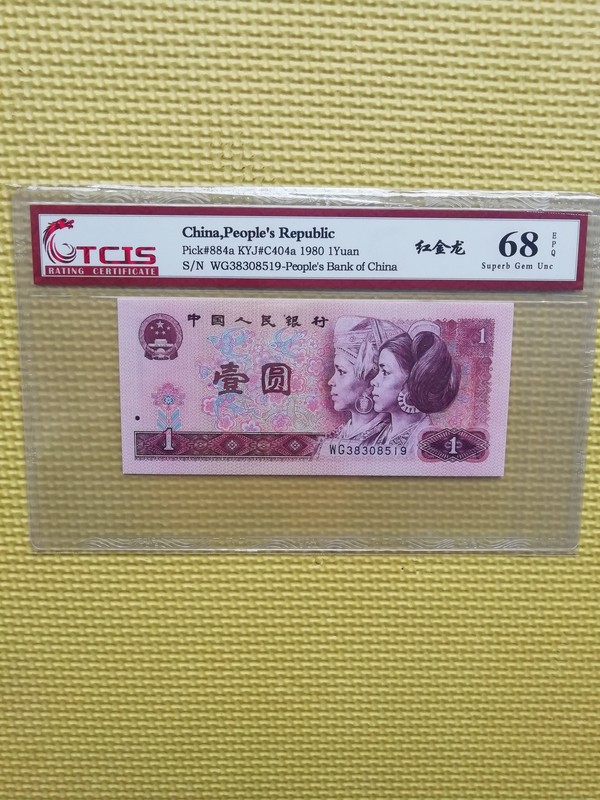 TCIS
RATING CERTIFICATE
China,People's Republic
Pick#884a KYJ#C404a 1980 1Yuan
S/N WG38308519-People's Bank of China
红金龙
68
EPQ
Superb Gem Unc
中国人民银行
1
壹圆
1
WG38308519
1